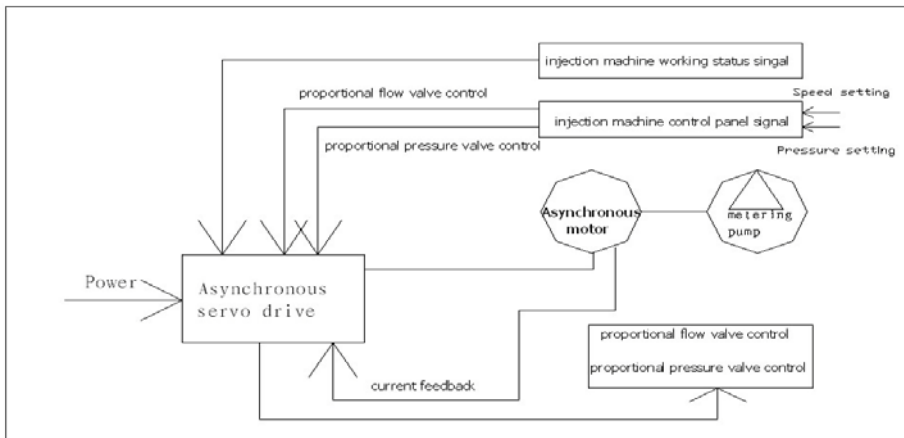 injection machine working status singal
proportional flow valve control
Speed setting
injection machine control panel signal
proportional pressure valve control
Pressure setting
Asynchronous
motor
metering
pump
Power
Asynchronous
servo drive
proportional flow valve control
proportional pressure valve control
current feedback